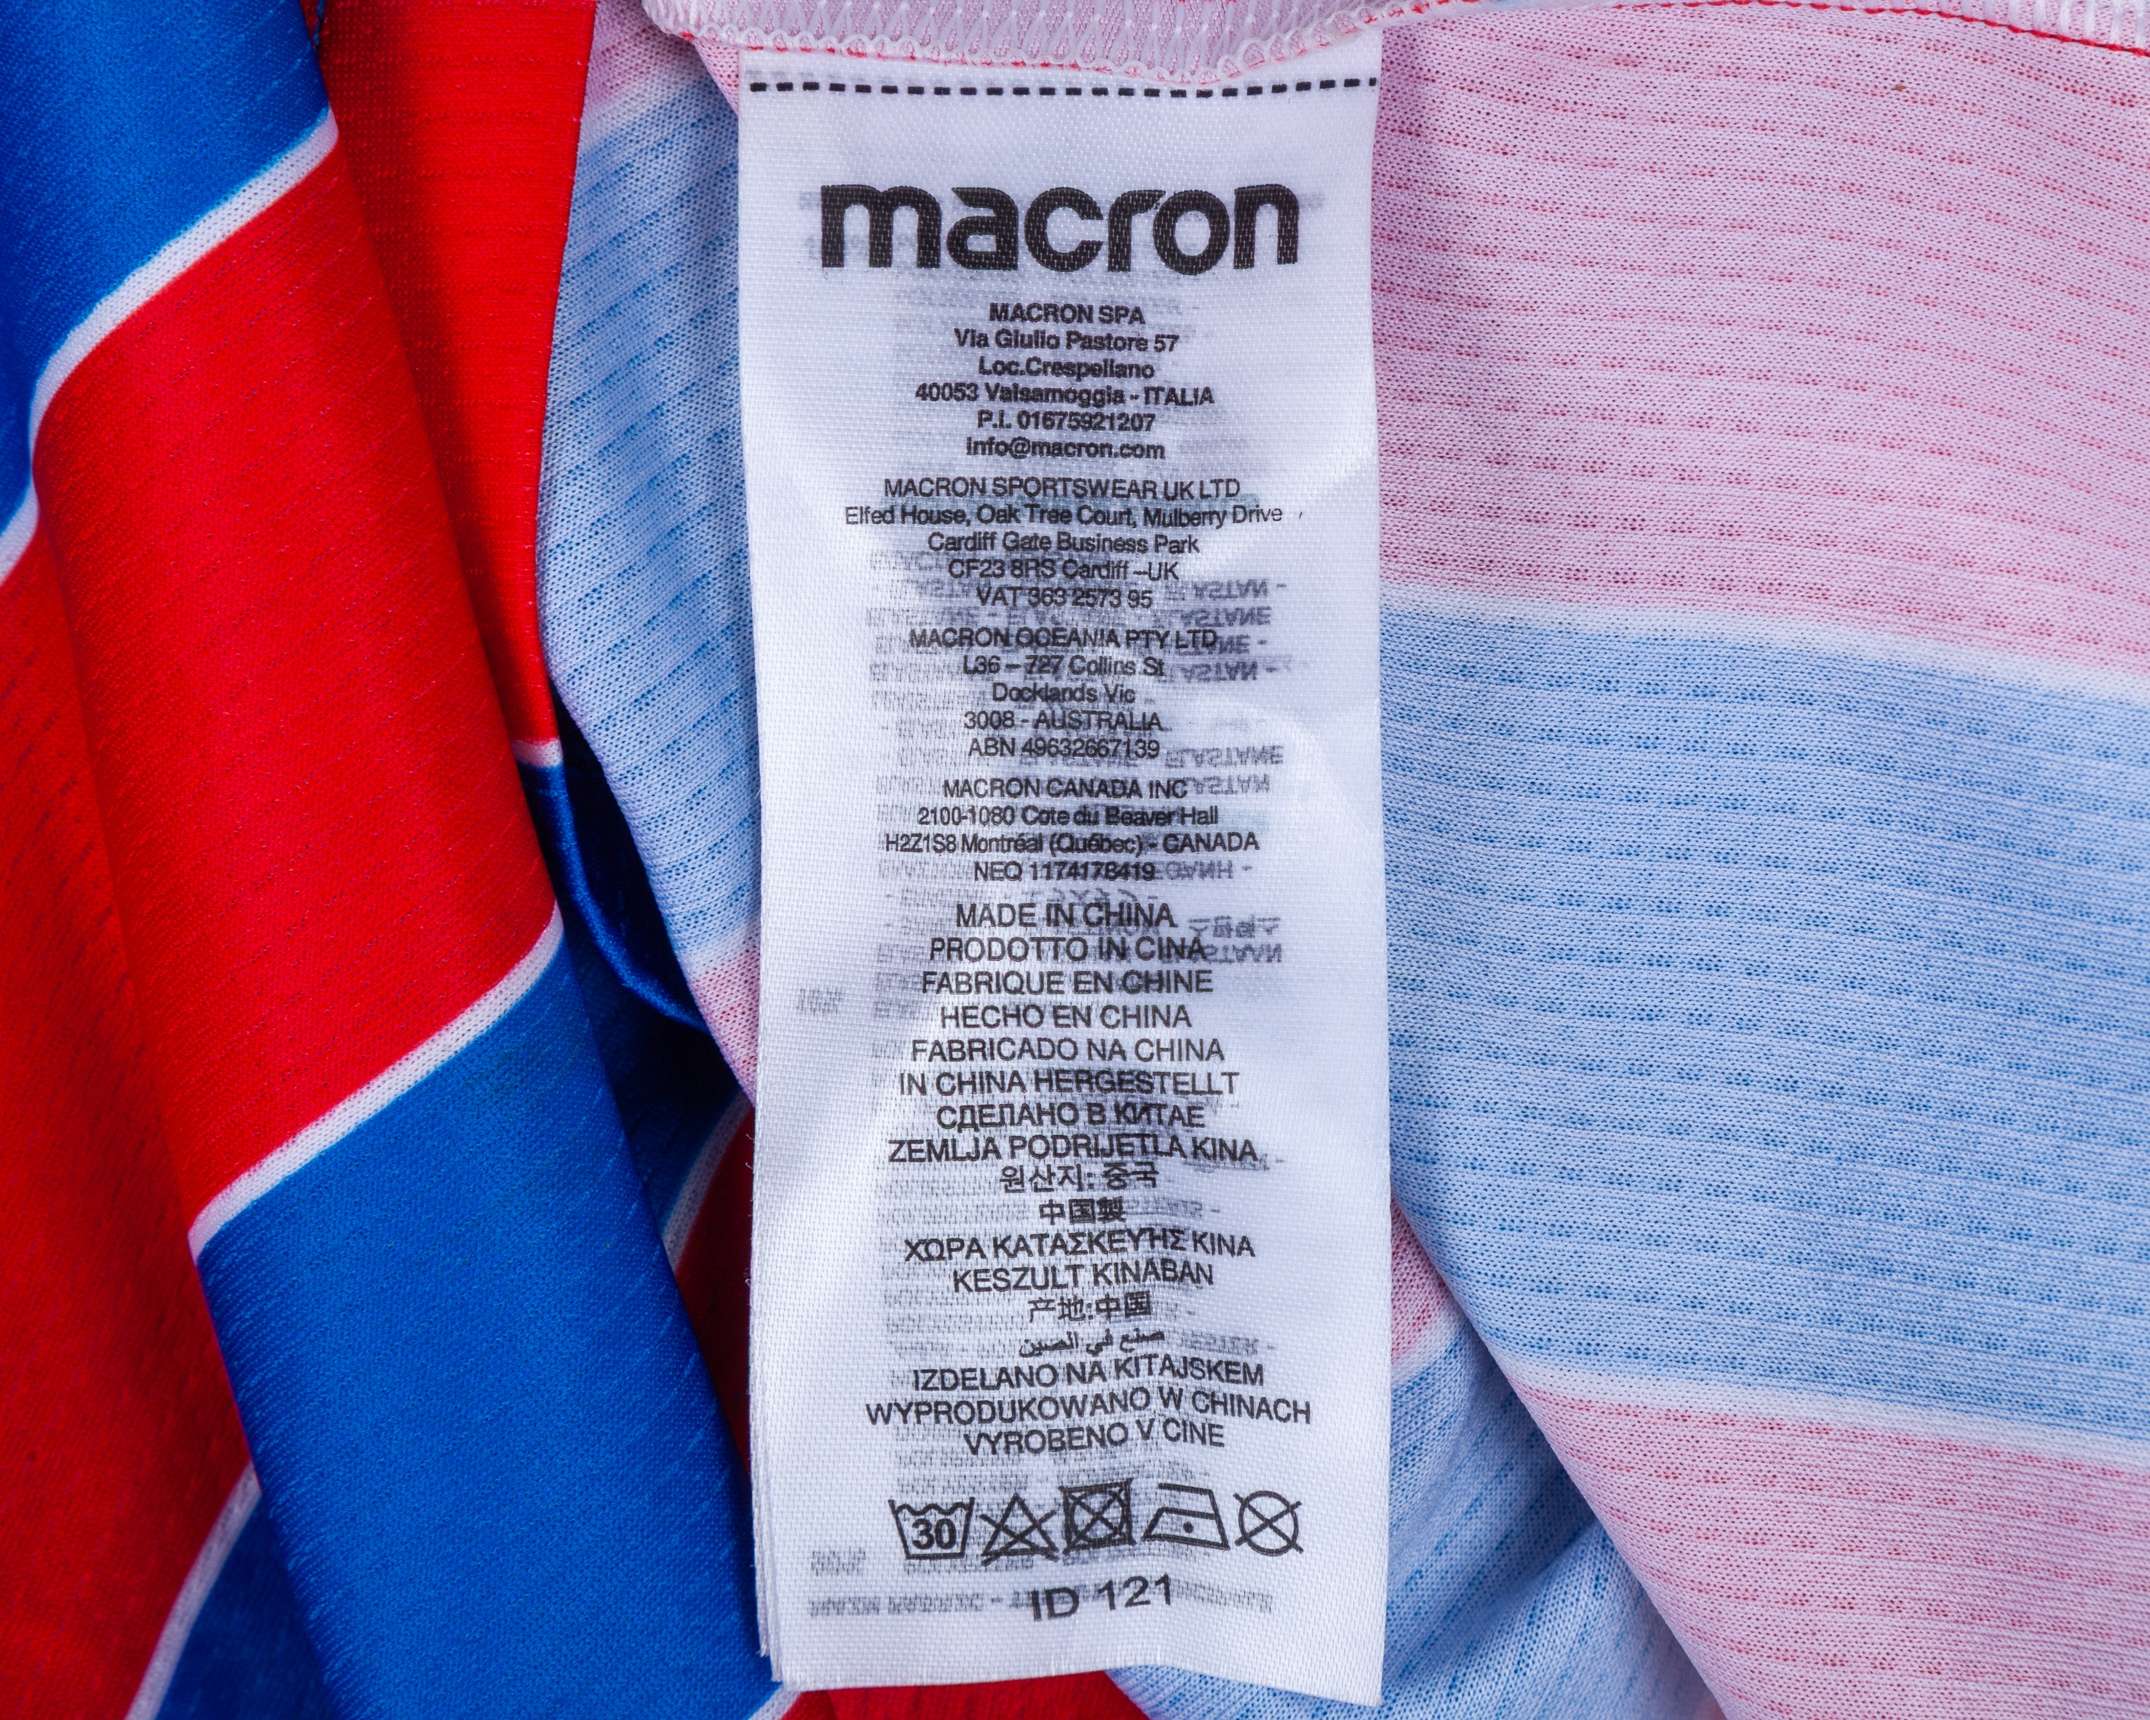 macron
MACRON SPA
Via Giulio Pastore 57
Loc.Crespellano
40053 Valsamoggia - ITALIA
P.I. 01675921207
info@macron.com
MACRON SPORTSWEAR UK LTD
Elfed House, Oak Tree Court, Mulberry Drive
Cardiff Gate Business Park
CF23 8RS Cardiff –UK
VAT 363 2573 95
MACRON OCEANIA PTY LTD
L36 – 727 Collins St
Docklands Vic
3008 - AUSTRALIA
ABN 49632667139
MACRON CANADA INC
2100-1080 Cote du Beaver Hall
H2Z1S8 Montréal (Québec) - CANADA
NEQ 1174178419
MADE IN CHINA
PRODOTTO IN CINA
FABRIQUE EN CHINE
HECHO EN CHINA
FABRICADO NA CHINA
IN CHINA HERGESTELLT
СДЕЛАНО В КИТАЕ
ZEMLJA PODRIJETLA KINA
원산지: 중국
中国製
ΧΩΡΑ ΚΑΤΑΣΚΕΥΉΣ ΚΙΝΑ
KESZULT KINABAN
产地:中国
صنع في الصين
IZDELANO NA KITAJSKEM
WYPRODUKOWANO W CHINACH
VYROBENO V CINE
30
ID 121